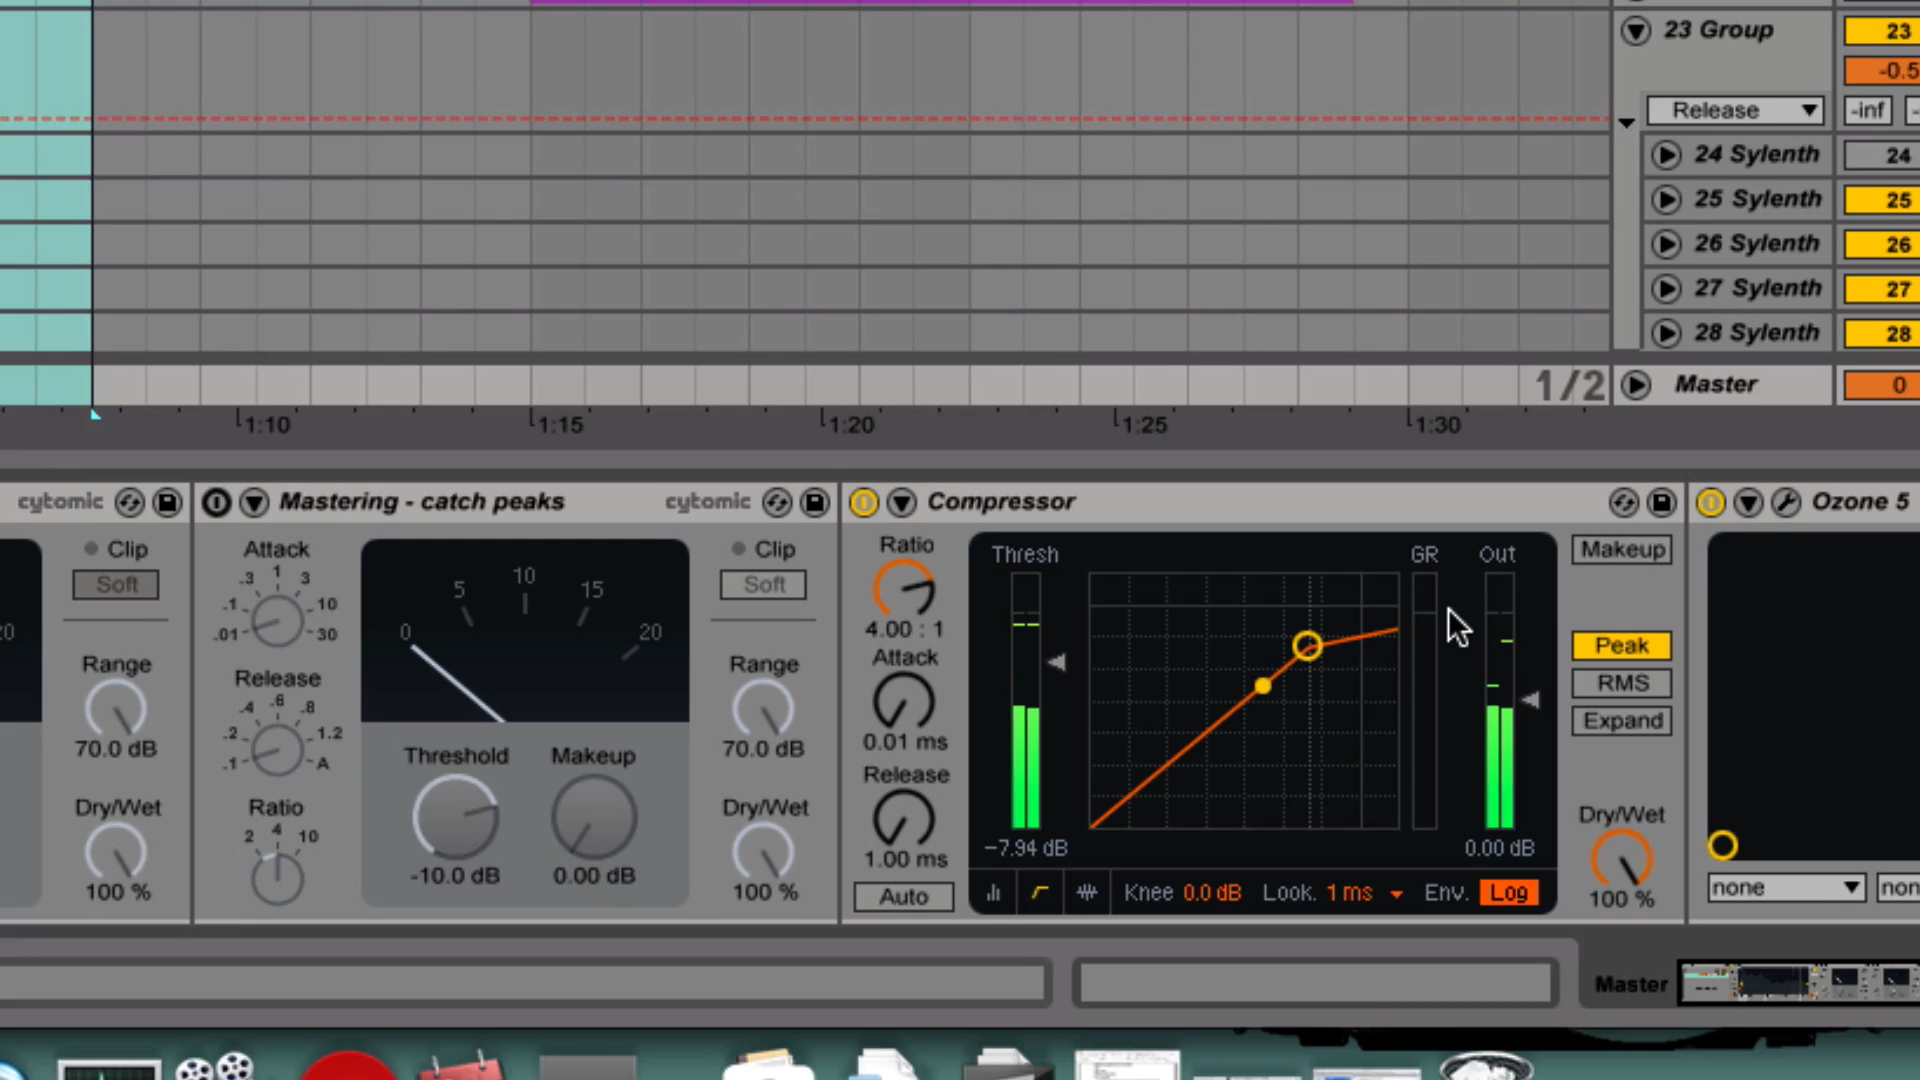 23 Group
23
-0.5
Release
-inf
24 Sylenth
24
25 Sylenth
25
26 Sylenth
26
27 Sylenth
27
28 Sylenth
28
1/2
Master
0
1:10
1:15
1:20
1:25
1:30
cytomic
Mastering - catch peaks
cytomic
Compressor
Ozone 5
Clip
Soft
Range
70.0 dB
Dry/Wet
100 %
Attack
.01 .1 .3 1 3 10 30
Release
.1 .2 .4 .6 .8 1.2 A
Ratio
2 4 10
0 5 10 15 20
Threshold
-10.0 dB
Makeup
0.00 dB
Clip
Soft
Range
70.0 dB
Dry/Wet
100 %
Ratio
4.00 : 1
Attack
0.01 ms
Release
1.00 ms
Auto
Thresh
GR
Out
-7.94 dB
0.00 dB
Knee 0.0 dB Look. 1 ms Env. Log
Makeup
Peak
RMS
Expand
Dry/Wet
100 %
none
Master